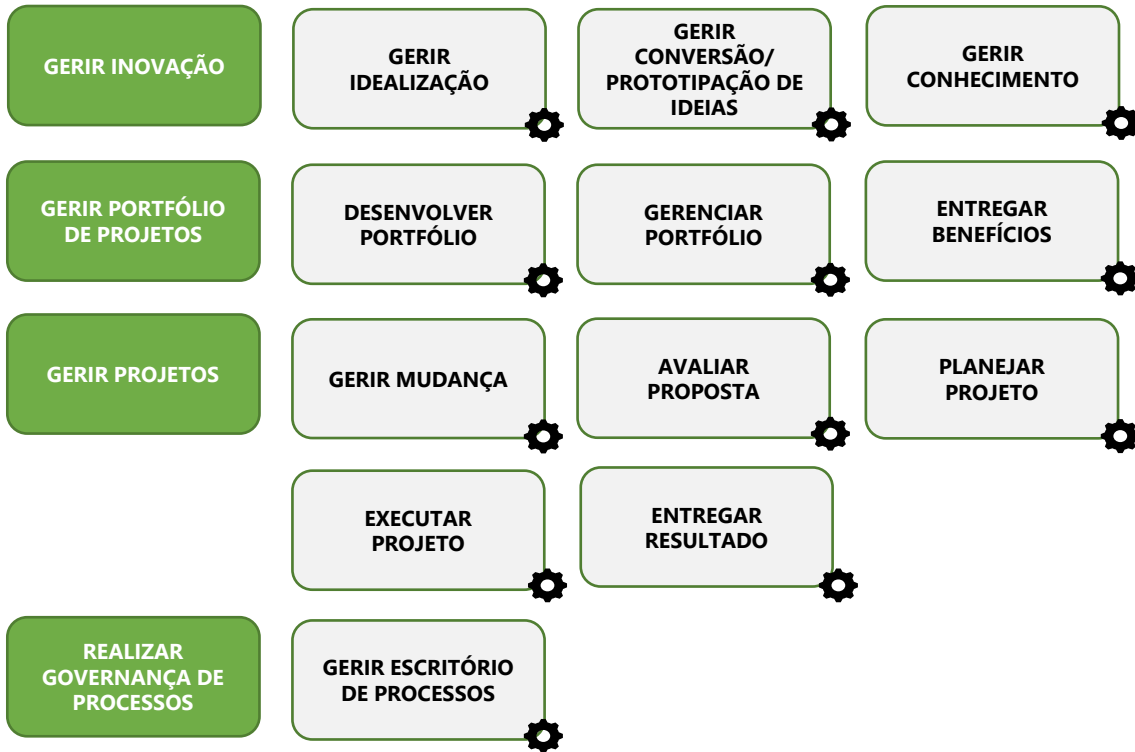 GERIR INOVAÇÃO
GERIR
IDEALIZAÇÃO
GERIR
CONVERSÃO/
PROTOTIPAÇÃO DE
IDEIAS
GERIR
CONHECIMENTO
GERIR PORTFÓLIO
DE PROJETOS
DESENVOLVER
PORTFÓLIO
GERENCIAR
PORTFÓLIO
ENTREGAR
BENEFÍCIOS
GERIR PROJETOS
GERIR MUDANÇA
AVALIAR
PROPOSTA
PLANEJAR
PROJETO
EXECUTAR
PROJETO
ENTREGAR
RESULTADO
REALIZAR
GOVERNANÇA DE
PROCESSOS
GERIR ESCRITÓRIO
DE PROCESSOS